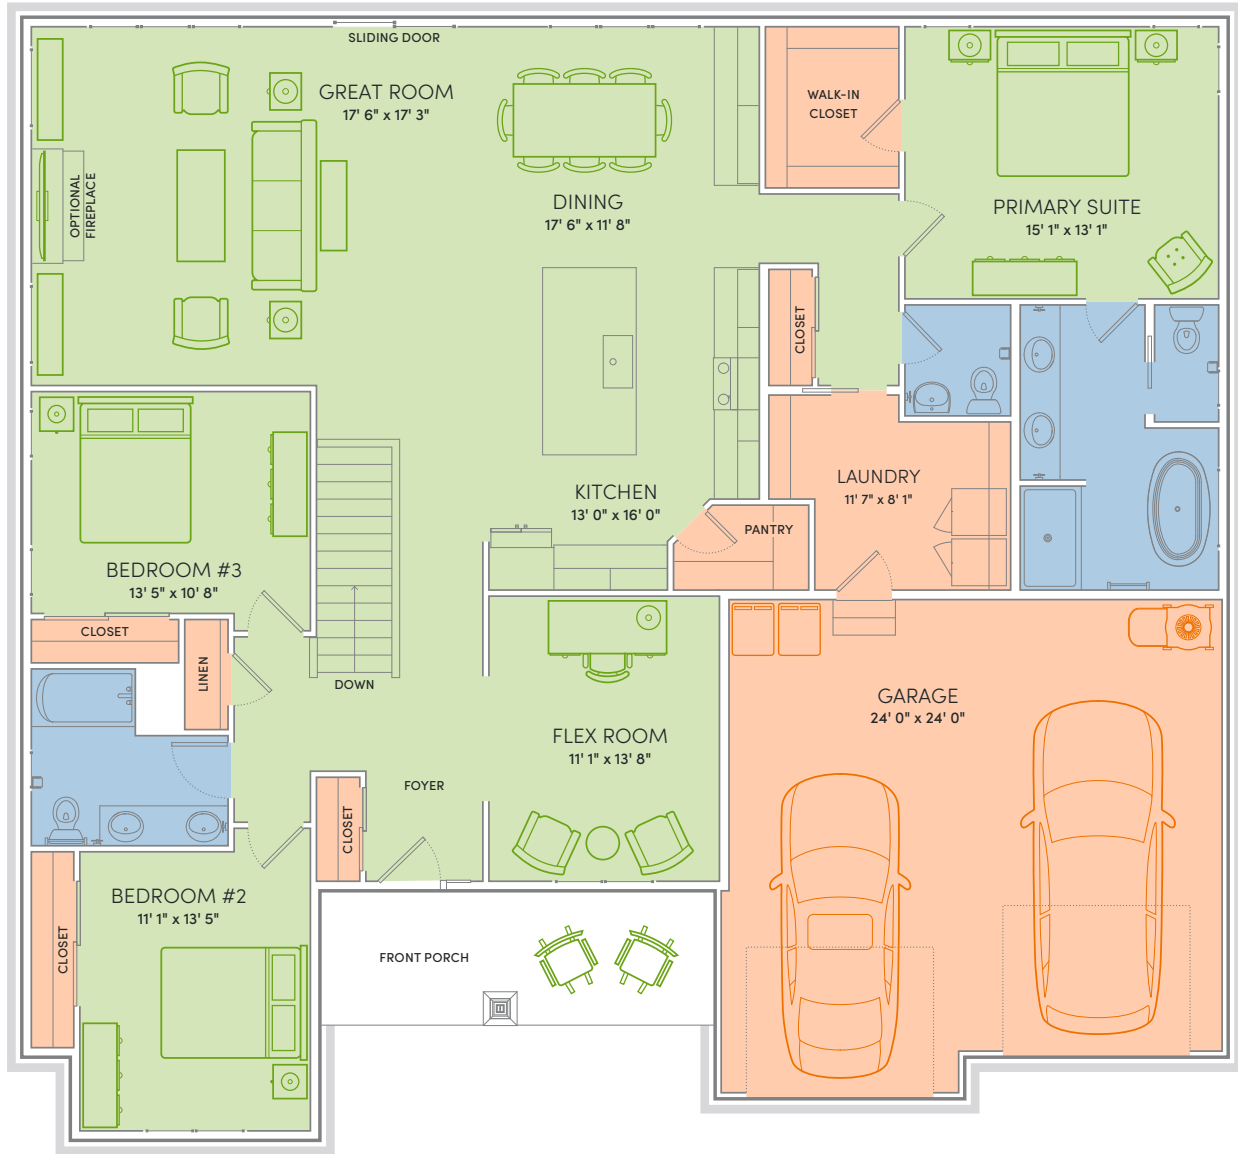 SLIDING DOOR
GREAT ROOM
17' 6" x 17' 3"
OPTIONAL
FIREPLACE
DINING
17' 6" x 11' 8"
WALK-IN
CLOSET
PRIMARY SUITE
15' 1" x 13' 1"
CLOSET
KITCHEN
13' 0" x 16' 0"
PANTRY
LAUNDRY
11' 7" x 8' 1"
BEDROOM #3
13' 5" x 10' 8"
CLOSET
LINEN
DOWN
FLEX ROOM
11' 1" x 13' 8"
GARAGE
24' 0" x 24' 0"
FOYER
CLOSET
BEDROOM #2
11' 1" x 13' 5"
CLOSET
FRONT PORCH